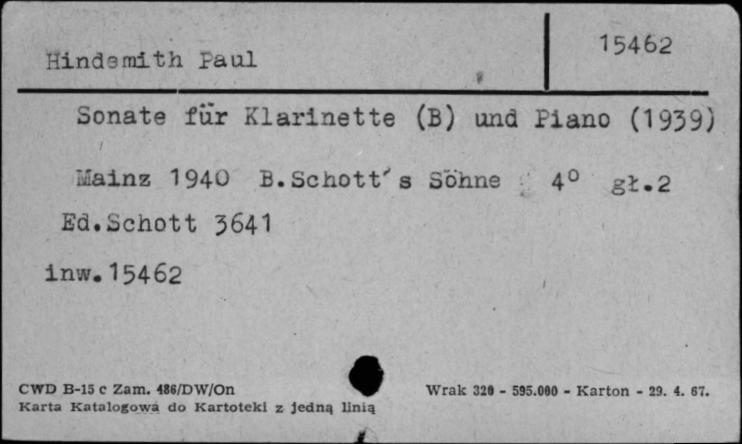 Hindemith Paul
15462
Sonate für Klarinette (B) und Piano (1939)
Mainz 1940 B.Schott's Söhne 4° gł.2
Ed.Schott 3641
inw.15462
CWD B-15 c Zam. 486/DW/On
Wrak 320 - 595.000 - Karton - 29. 4. 67.
Karta Katalogowa do Kartoteki z jedną linią